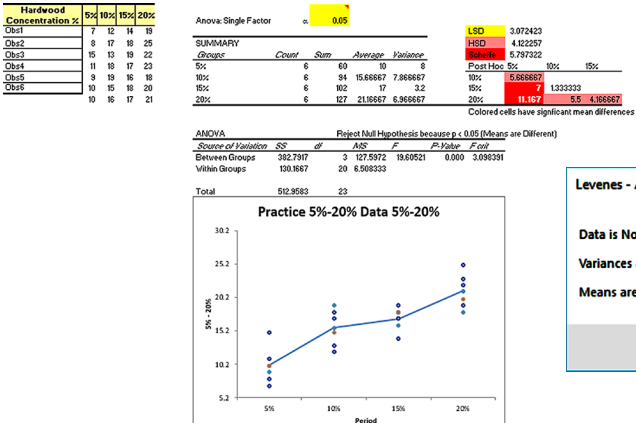 Hardwood
Concentration % 5% 10% 15% 20%
Obs1 7 12 14 19
Obs2 8 17 18 25
Obs3 15 13 19 22
Obs4 11 18 17 23
Obs5 9 19 16 18
Obs6 10 15 18 20
10 16 17 21
Anova: Single Factor α 0.05
SUMMARY
Groups Count Sum Average Variance
5% 6 60 10 8
10% 6 94 15.66667 7.866667
15% 6 102 17 3.2
20% 6 127 21.16667 6.966667
LSD 3.072423
HSD 4.122257
Scheffe 5.797322
Post Hoc 5% 10% 15%
10% 5.666667
15% 7 1.333333
20% 11.167 5.5 4.166667
Colored cells have signficant mean differences
ANOVA Reject Null Hypothesis because p < 0.05 (Means are Different)
Source of Variation SS df MS F P-Value F crit
Between Groups 382.7917 3 127.5972 19.60521 0.000 3.098391
Within Groups 130.1667 20 6.508333
Total 512.9583 23
Practice 5%-20% Data 5%-20%
30.2
25.2
20.2
15.2
10.2
5.2
5% - 20%
5% 10% 15% 20%
Period
Levenes -
Data is No
Variances
Means are